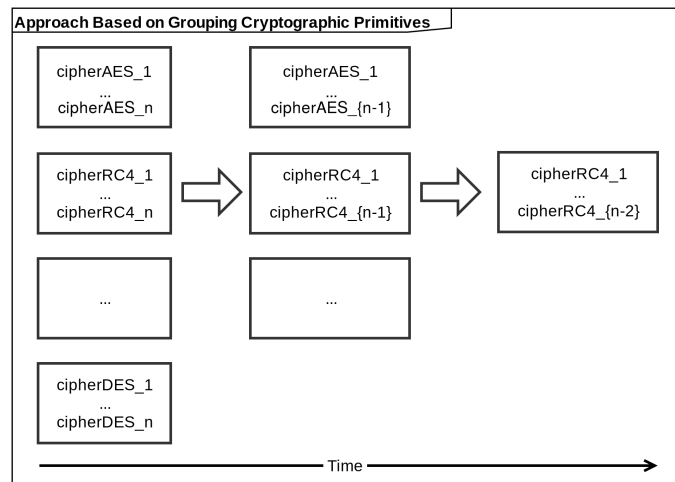 Approach Based on Grouping Cryptographic Primitives
cipherAES_1
...
cipherAES_n
cipherAES_1
...
cipherAES_{n-1}
cipherRC4_1
...
cipherRC4_n
cipherRC4_1
...
cipherRC4_{n-1}
cipherRC4_1
...
cipherRC4_{n-2}
...
...
cipherDES_1
...
cipherDES_n
Time